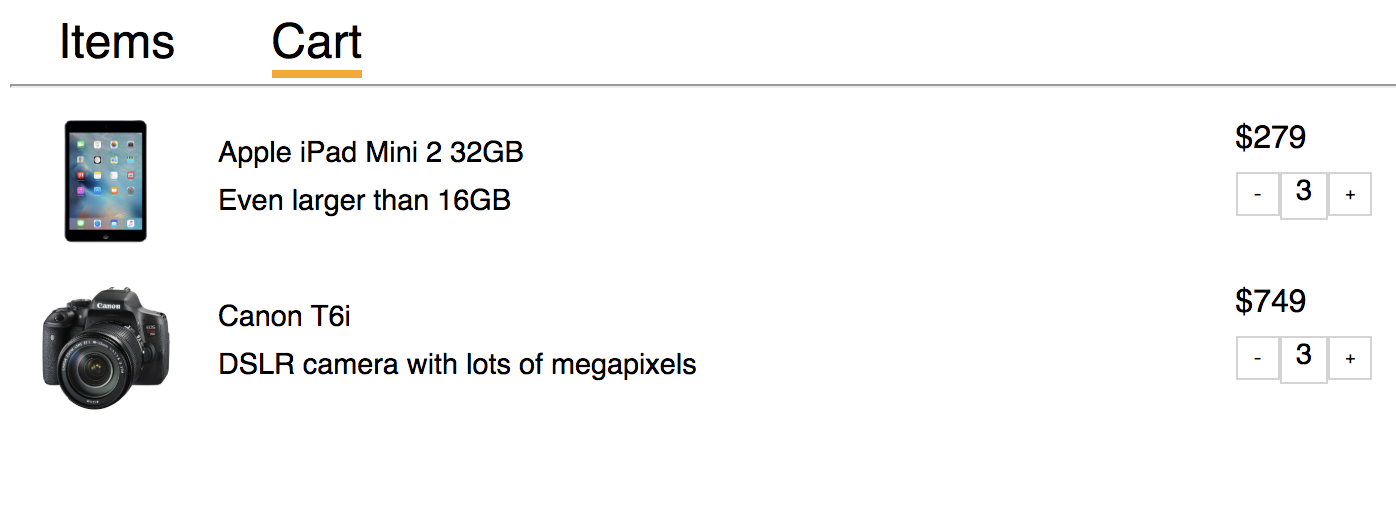 Items Cart
Apple iPad Mini 2 32GB
Even larger than 16GB
$279
- 3 +
Canon
Canon T6i
DSLR camera with lots of megapixels
$749
- 3 +